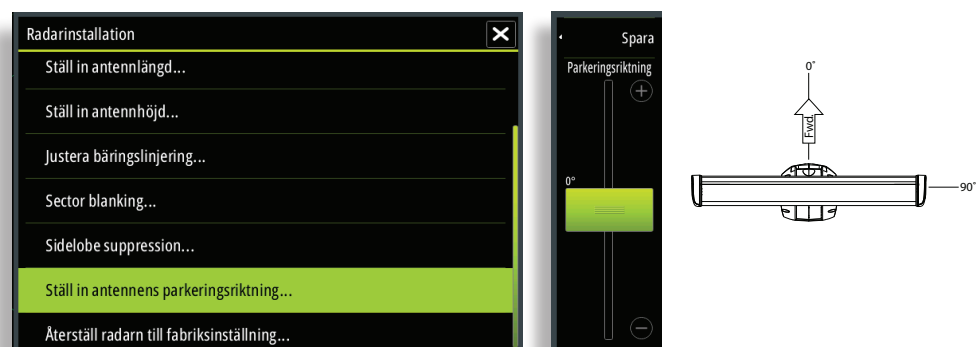 Radarinstallation
Ställ in antennlängd...
Ställ in antennhöjd...
Justera bäringslinjering...
Sector blanking...
Sidelobe suppression...
Ställ in antennens parkeringsriktning...
Återställ radarn till fabriksinställning...
Spara
Parkeringsriktning
0°
0°
Fwd.
90°